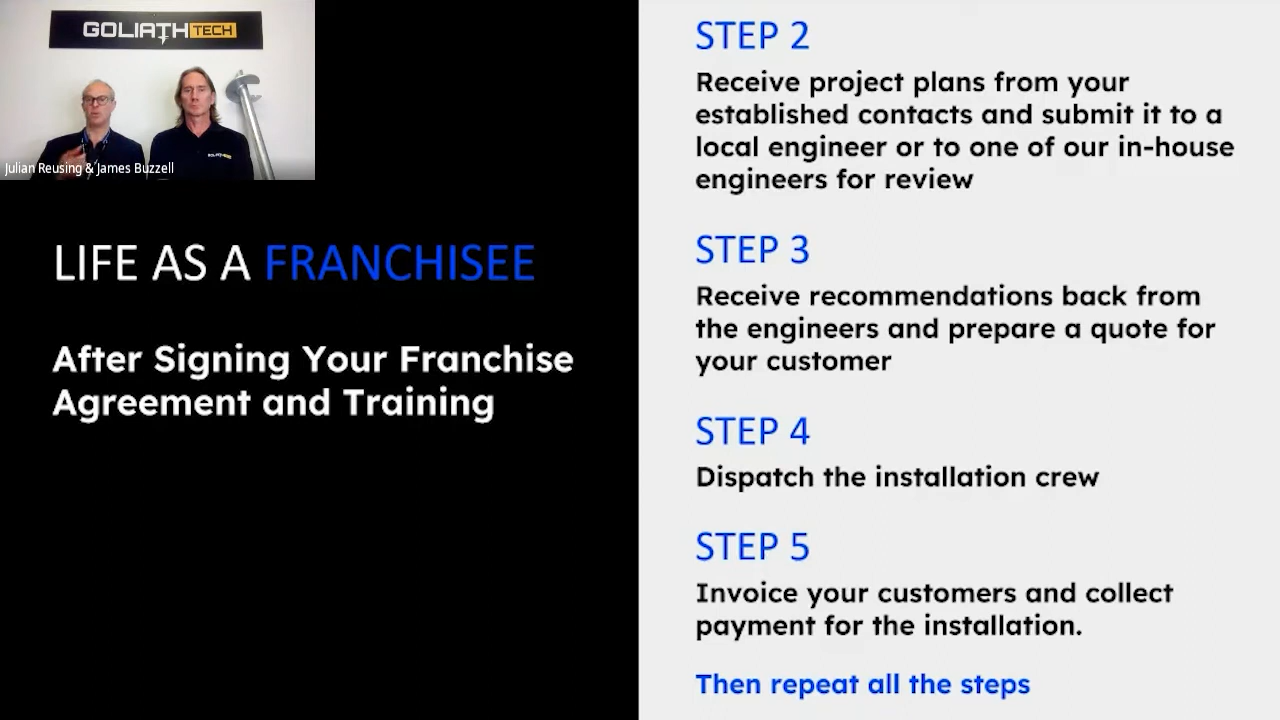 GOLIATHTECH
GOLIATHTECH
Julian Reusing & James Buzzell
LIFE AS A FRANCHISEE
After Signing Your Franchise
Agreement and Training
STEP 2
Receive project plans from your
established contacts and submit it to a
local engineer or to one of our in-house
engineers for review
STEP 3
Receive recommendations back from
the engineers and prepare a quote for
your customer
STEP 4
Dispatch the installation crew
STEP 5
Invoice your customers and collect
payment for the installation.
Then repeat all the steps